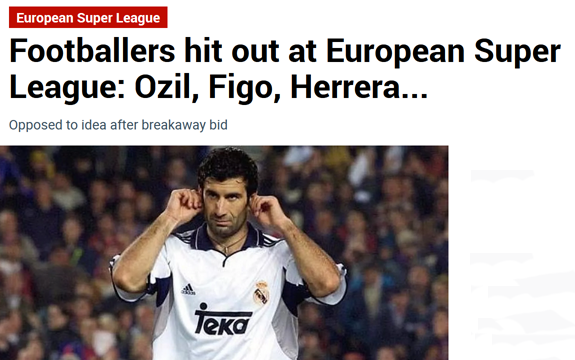 European Super League
Footballers hit out at European Super
League: Ozil, Figo, Herrera...
Opposed to idea after breakaway bid
adidas
Teka